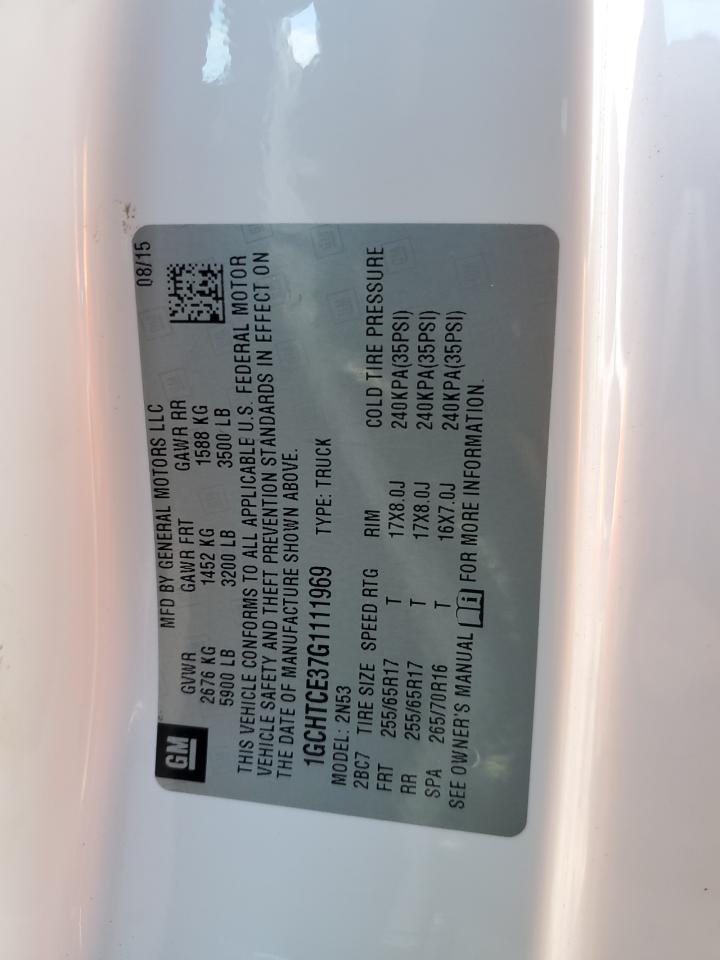 GM
08/15
MFD BY GENERAL MOTORS LLC
GVWR GAWR FRT GAWR RR
2676 KG 1452 KG 1588 KG
5900 LB 3200 LB 3500 LB
THIS VEHICLE CONFORMS TO ALL APPLICABLE U.S. FEDERAL MOTOR
VEHICLE SAFETY AND THEFT PREVENTION STANDARDS IN EFFECT ON
THE DATE OF MANUFACTURE SHOWN ABOVE.
1GCHTCE37G1111969 TYPE: TRUCK
MODEL: 2N53
2BC7 TIRE SIZE SPEED RTG RIM COLD TIRE PRESSURE
FRT 255/65R17 T 17X8.0J 240KPA(35PSI)
RR 255/65R17 T 17X8.0J 240KPA(35PSI)
SPA 265/70R16 T 16X7.0J 240KPA(35PSI)
SEE OWNER'S MANUAL i FOR MORE INFORMATION.